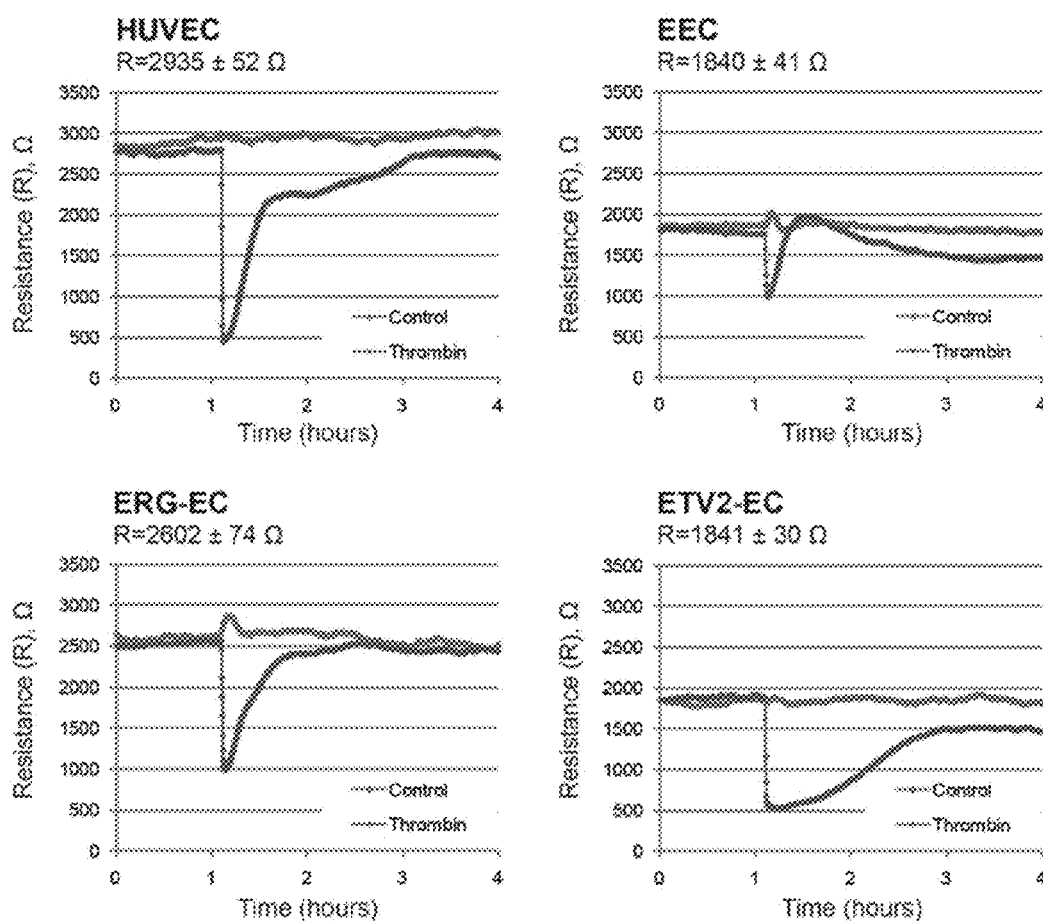 HUVEC
R=2935 ± 52 Ω
3500
3000
2500
2000
1500
1000
500
0
Resistance (R), Ω
Control
Thrombin
0 1 2 3 4
Time (hours)
EEC
R=1840 ± 41 Ω
3500
3000
2500
2000
1500
1000
500
0
Resistance (R), Ω
Control
Thrombin
0 1 2 3 4
Time (hours)
ERG-EC
R=2602 ± 74 Ω
3500
3000
2500
2000
1500
1000
500
0
Resistance (R), Ω
Control
Thrombin
0 1 2 3 4
Time (hours)
ETV2-EC
R=1841 ± 30 Ω
3500
3000
2500
2000
1500
1000
500
0
Resistance (R), Ω
Control
Thrombin
0 1 2 3 4
Time (hours)